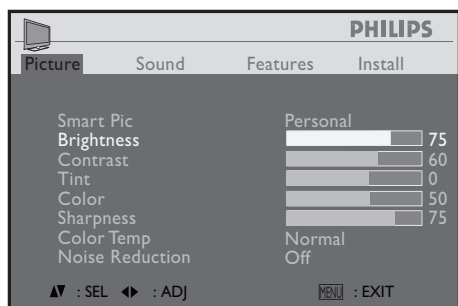 PHILIPS
Picture Sound Features Install
Smart Pic Personal
Brightness 75
Contrast 60
Tint 0
Color 50
Sharpness 75
Color Temp Normal
Noise Reduction Off
: SEL : ADJ MENU : EXIT